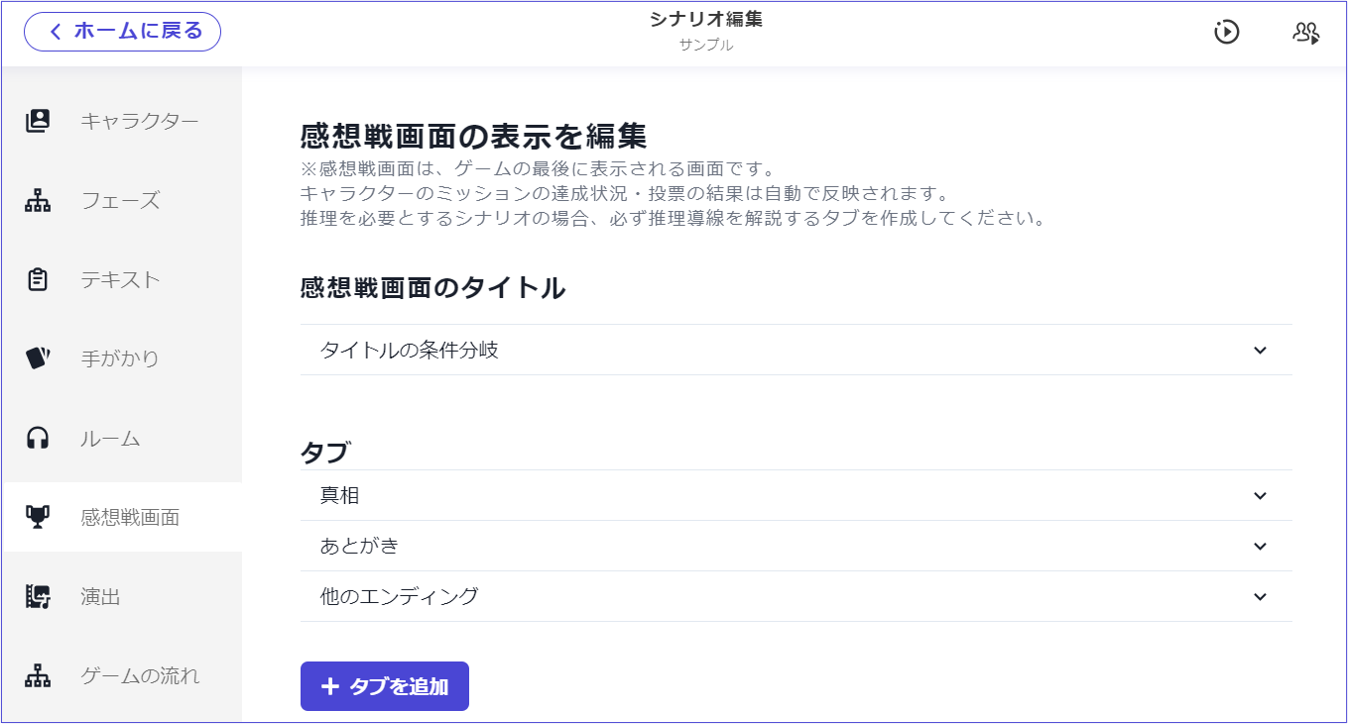 ホームに戻る
シナリオ編集
サンプル
キャラクター
フェーズ
テキスト
手がかり
ルーム
感想戦画面
演出
ゲームの流れ
感想戦画面の表示を編集
※感想戦画面は、ゲームの最後に表示される画面です。
キャラクターのミッションの達成状況・投票の結果は自動で反映されます。
推理を必要とするシナリオの場合、必ず推理導線を解説するタブを作成してください。
感想戦画面のタイトル
タイトルの条件分岐
タブ
真相
あとがき
他のエンディング
タブを追加